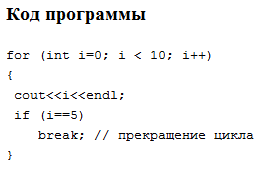 Код программы
for (int i=0; i < 10; i++)
{
cout<<i<<endl;
if (i==5)
break; // прекращение цикла
}